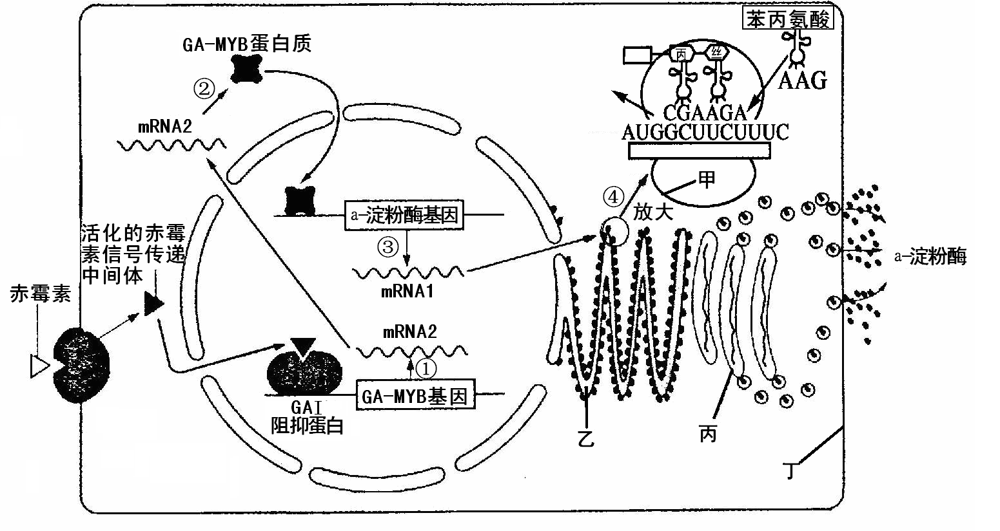 苯丙氨酸
GA-MYB蛋白质
丙
丝
②
AAG
CGAAGA
mRNA2
AUGGCUUCUUUC
甲
④
放大
a-淀粉酶基因
活化的赤霉
素信号传递
中间体
③
a-淀粉酶
mRNA1
赤霉素
mRNA2
①
GA-MYB基因
GAI
阻抑蛋白
乙
丙
丁